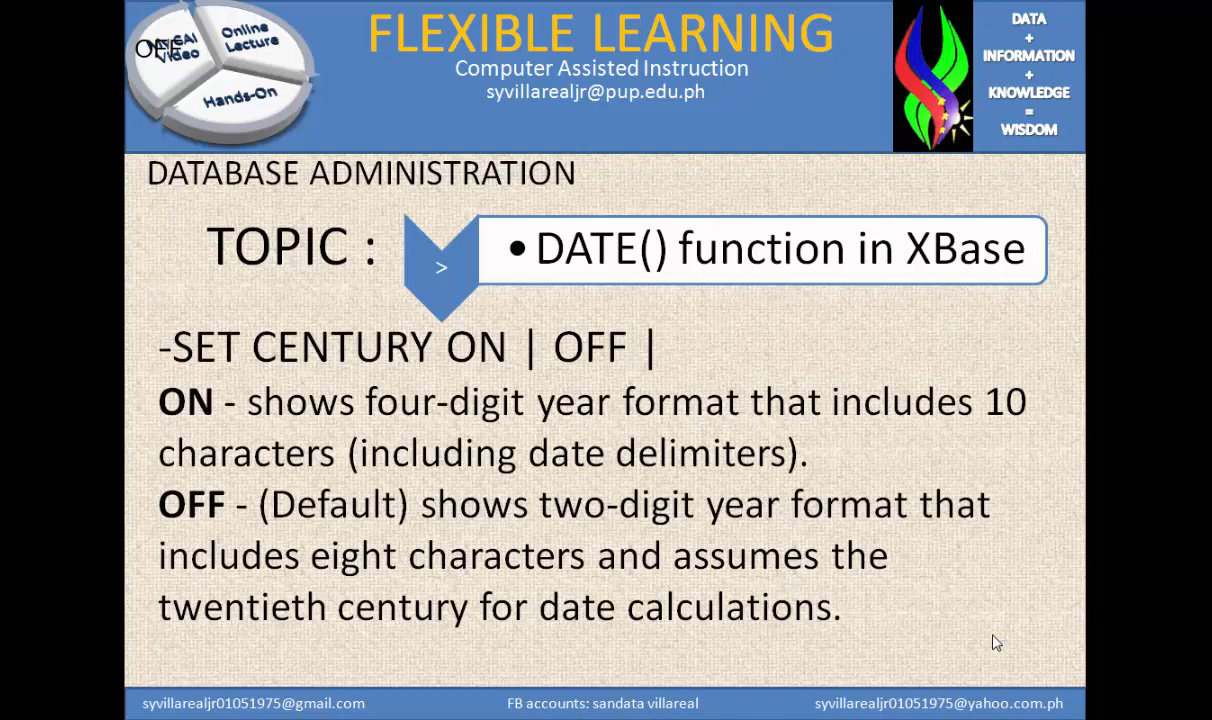 OFF
Video
Online
Lecture
Hands-On
FLEXIBLE LEARNING
Computer Assisted Instruction
syvillarealjr@pup.edu.ph
DATA
+
INFORMATION
+
KNOWLEDGE
=
WISDOM
DATABASE ADMINISTRATION
TOPIC :
>
•DATE() function in XBase
-SET CENTURY ON | OFF |
ON - shows four-digit year format that includes 10
characters (including date delimiters).
OFF - (Default) shows two-digit year format that
includes eight characters and assumes the
twentieth century for date calculations.
syvillarealjr01051975@gmail.com
FB accounts: sandata villareal
syvillarealjr01051975@yahoo.com.ph